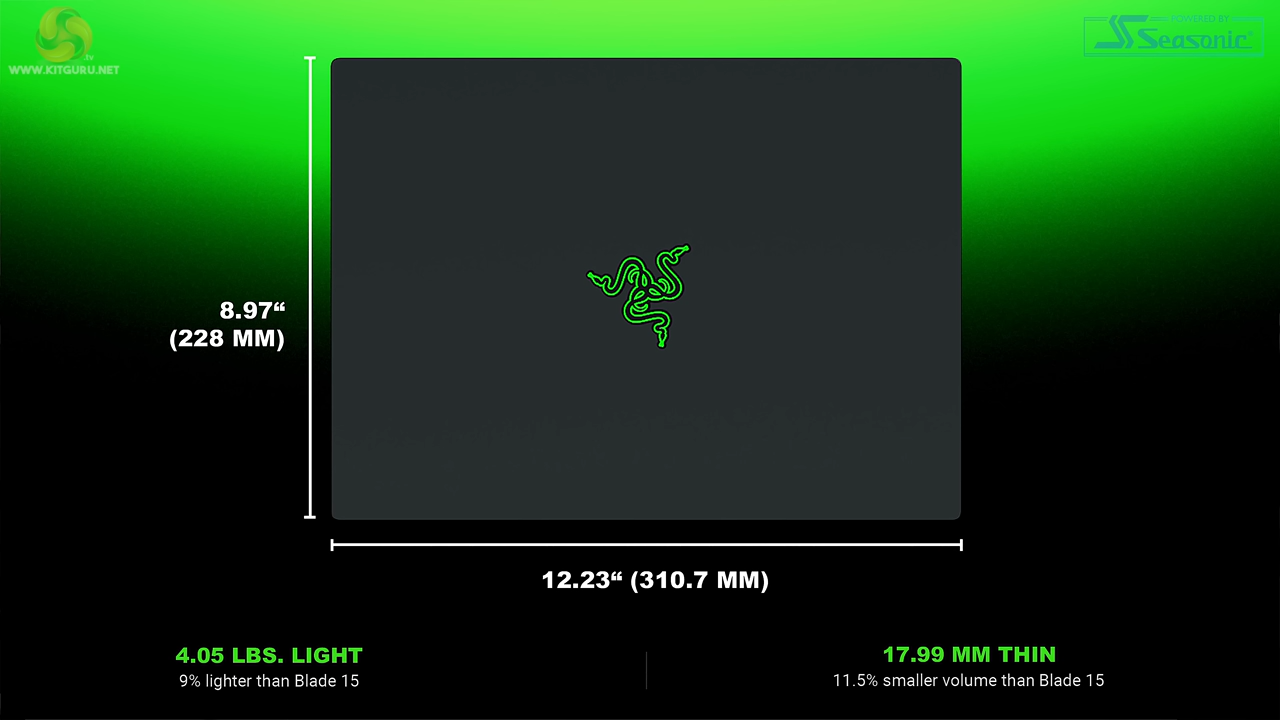 WWW.KITGURU.NET
.tv
POWERED BY
Seasonic®
8.97“
(228 MM)
12.23“ (310.7 MM)
4.05 LBS. LIGHT
9% lighter than Blade 15
17.99 MM THIN
11.5% smaller volume than Blade 15